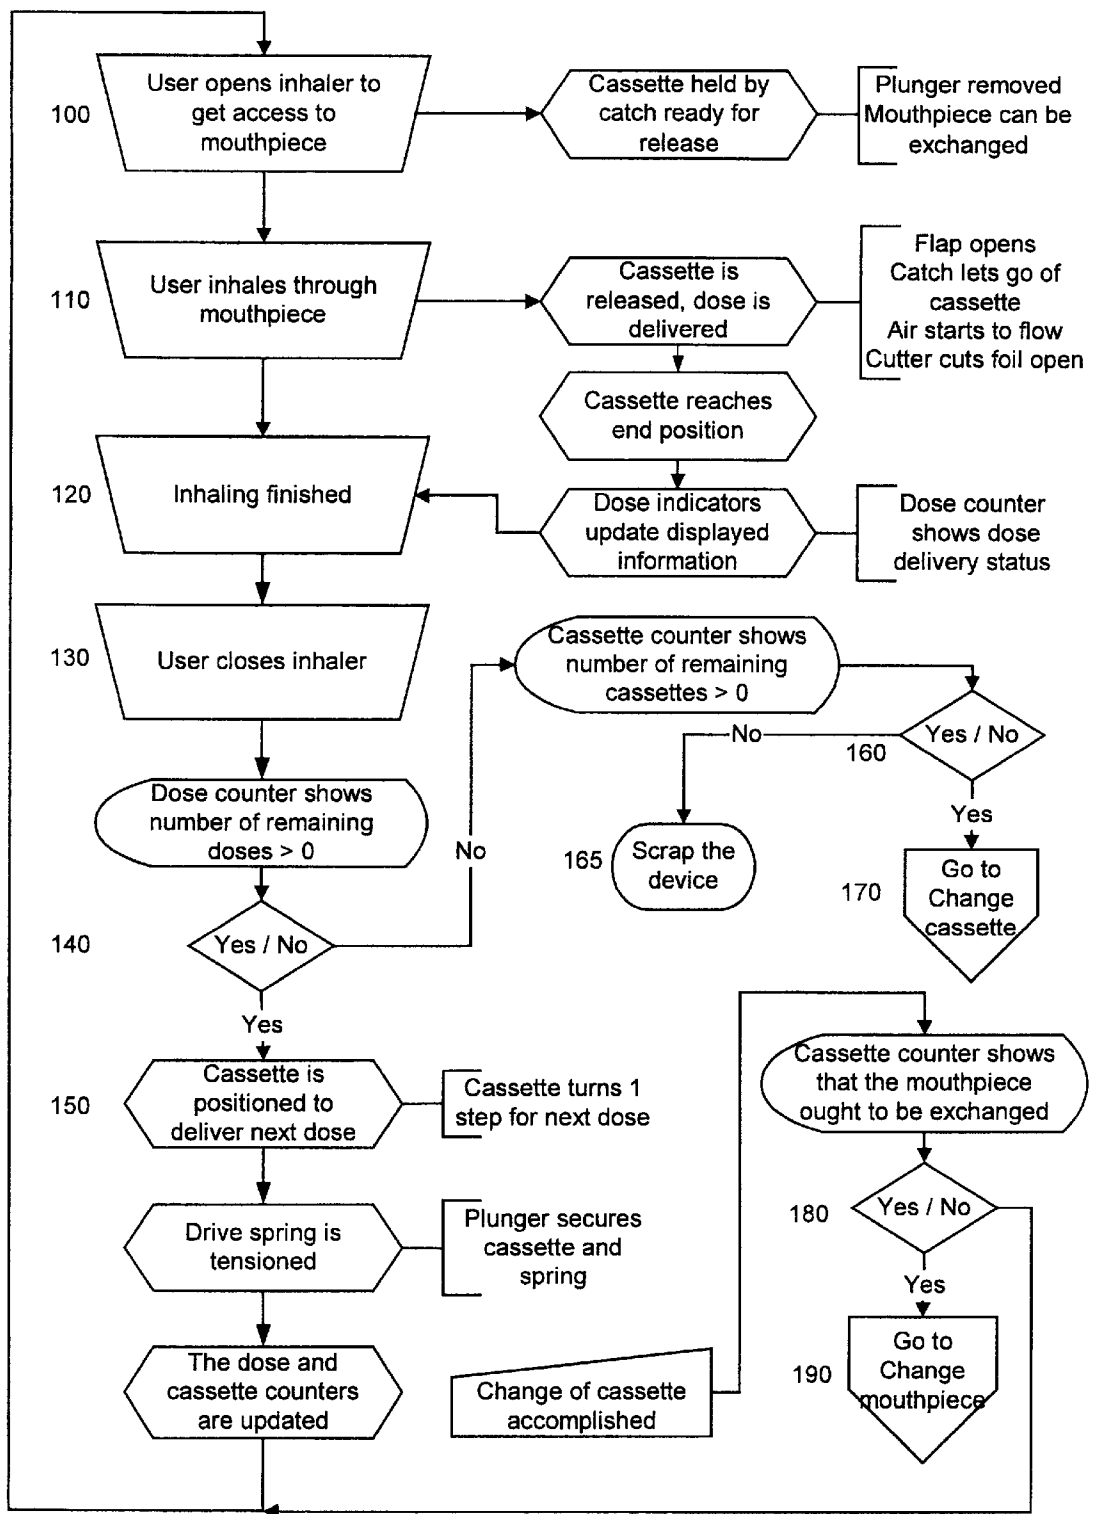 100
User opens inhaler to
get access to
mouthpiece
Cassette held by
catch ready for
release
Plunger removed
Mouthpiece can be
exchanged
110
User inhales through
mouthpiece
Cassette is
released, dose is
delivered
Flap opens
Catch lets go of
cassette
Air starts to flow
Cutter cuts foil open
Cassette reaches
end position
120
Inhaling finished
Dose indicators
update displayed
information
Dose counter
shows dose
delivery status
130
User closes inhaler
Cassette counter shows
number of remaining
cassettes > 0
Yes / No
160
No
Yes
165
Scrap the
device
170
Go to
Change
cassette
Dose counter shows
number of remaining
doses > 0
No
140
Yes / No
Yes
150
Cassette is
positioned to
deliver next dose
Cassette turns 1
step for next dose
Drive spring is
tensioned
Plunger secures
cassette and
spring
The dose and
cassette counters
are updated
Change of cassette
accomplished
Cassette counter shows
that the mouthpiece
ought to be exchanged
180
Yes / No
Yes
190
Go to
Change
mouthpiece